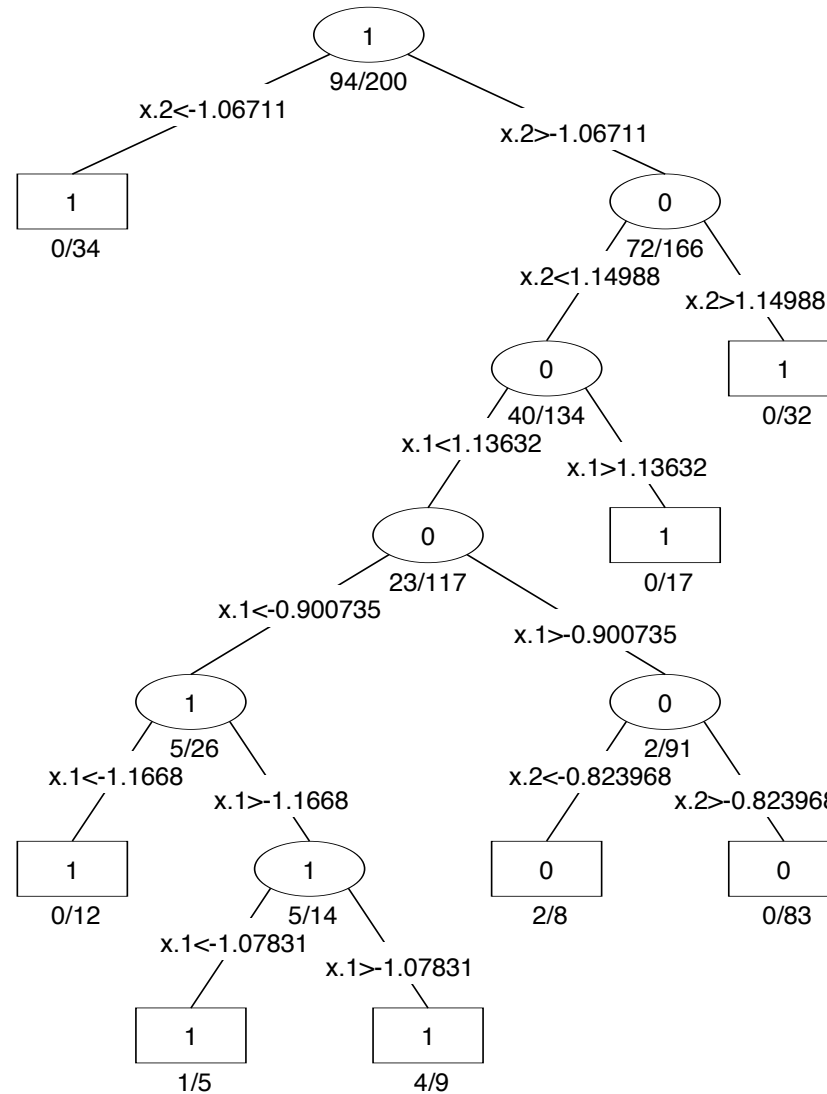 1
94/200
x.2<-1.06711
x.2>-1.06711
1
0/34
0
72/166
x.2<1.14988
x.2>1.14988
0
40/134
1
0/32
x.1<1.13632
x.1>1.13632
0
23/117
1
0/17
x.1<-0.900735
x.1>-0.900735
1
5/26
0
2/91
x.1<-1.1668
x.1>-1.1668
x.2<-0.823968
x.2>-0.823968
1
0/12
1
5/14
0
2/8
0
0/83
x.1<-1.07831
x.1>-1.07831
1
1/5
1
4/9